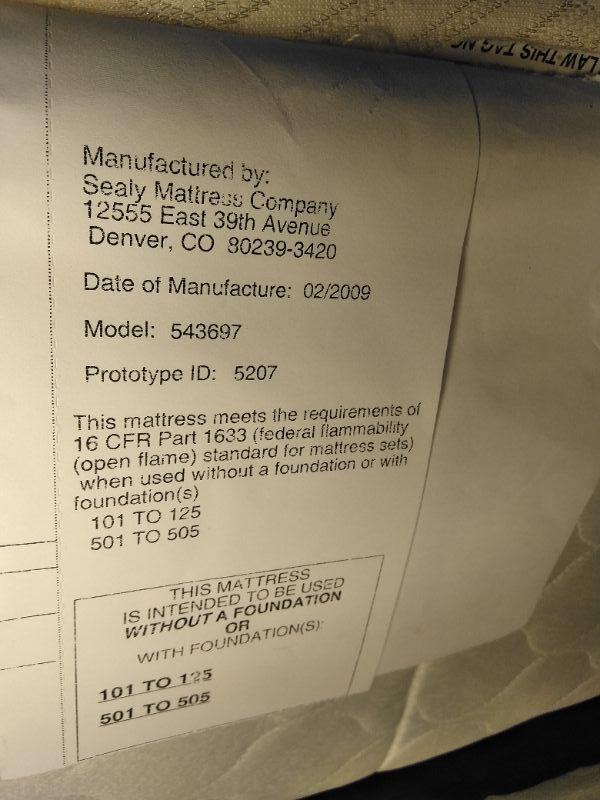 LAW THIS TAG
Manufactured by:
Sealy Mattress Company
12555 East 39th Avenue
Denver, CO 80239-3420
Date of Manufacture: 02/2009
Model: 543697
Prototype ID: 5207
This mattress meets the requirements of
16 CFR Part 1633 (federal flammability
(open flame) standard for mattress sets)
when used without a foundation or with
foundation(s)
101 TO 125
501 TO 505
THIS MATTRESS
IS INTENDED TO BE USED
WITHOUT A FOUNDATION
OR
WITH FOUNDATION(S):
101 TO 125
501 TO 505